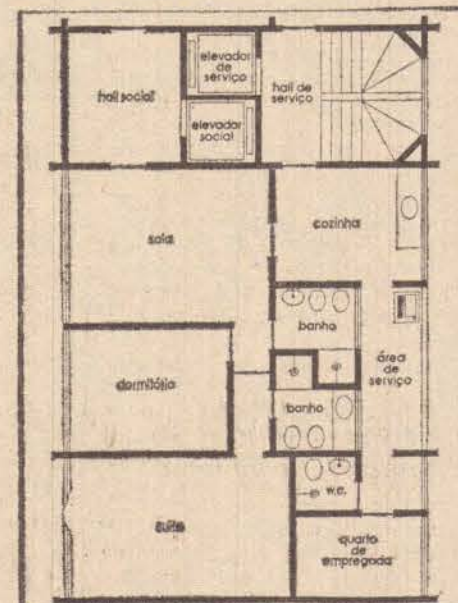 hall social
elevador
de
serviço
elevador
social
hall de
serviço
sala
cozinha
banho
área
de
serviço
dormitório
banho
w.c.
suíte
quarto
de
empregada